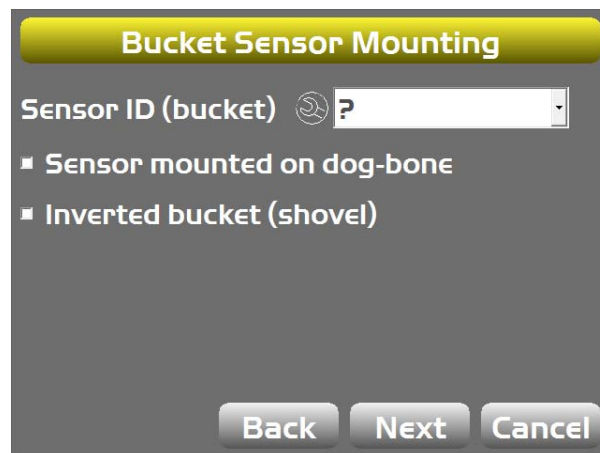 Bucket Sensor Mounting
Sensor ID (bucket) ?
Sensor mounted on dog-bone
Inverted bucket (shovel)
Back Next Cancel